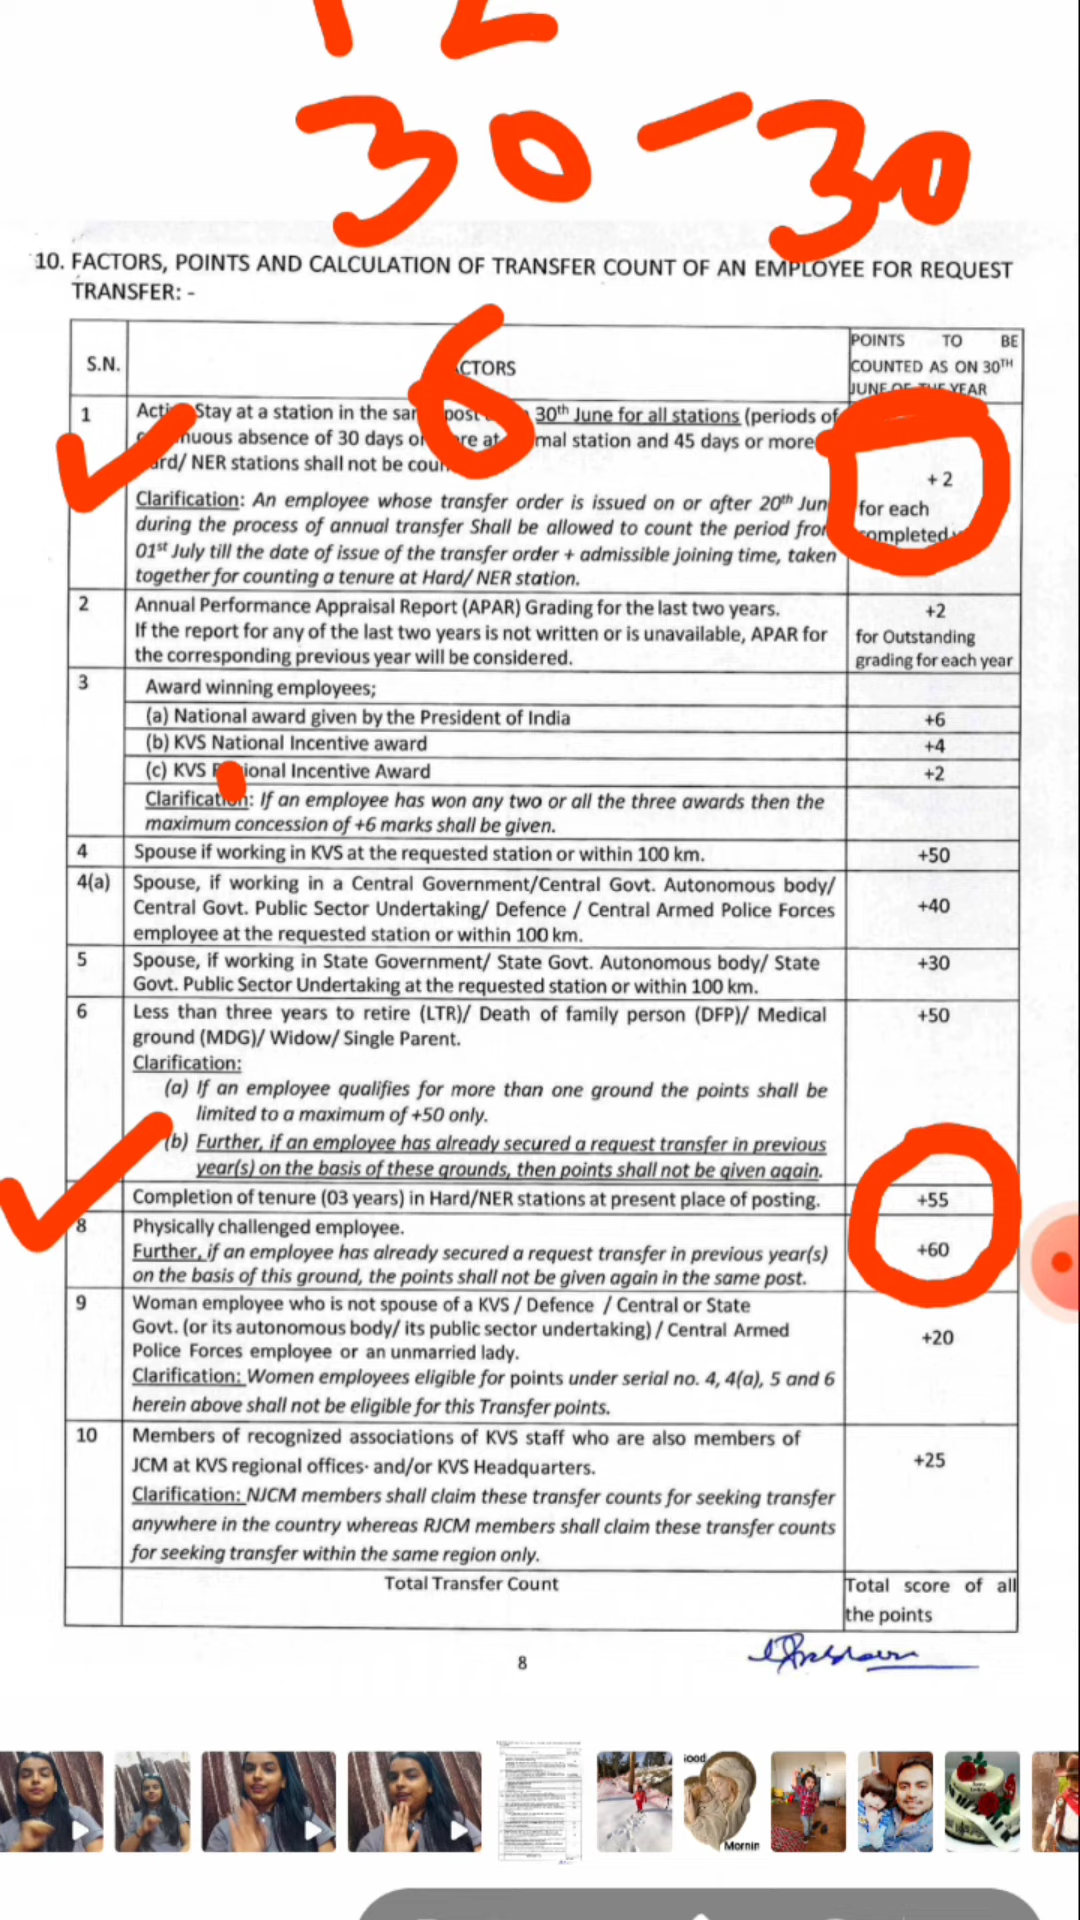 +2
30-30
6
10. FACTORS, POINTS AND CALCULATION OF TRANSFER COUNT OF AN EMPLOYEE FOR REQUEST
TRANSFER: -
S.N.
CTORS
POINTS TO BE
COUNTED AS ON 30TH
JUNE OF THE YEAR
1
Stay at a station in the post 30th June for all stations (periods of
absence of 30 days or at station and 45 days or more
NER stations shall not be
+ 2
for each
completed
Clarification: An employee whose transfer order is issued on or after 20th Jun
during the process of annual transfer Shall be allowed to count the period from
01st July till the date of issue of the transfer order + admissible joining time, taken
together for counting a tenure at Hard/ NER station.
2
Annual Performance Appraisal Report (APAR) Grading for the last two years.
If the report for any of the last two years is not written or is unavailable, APAR for
the corresponding previous year will be considered.
+2
for Outstanding
grading for each year
3
Award winning employees;
(a) National award given by the President of India
+6
(b) KVS National Incentive award
+4
(c) KVS Incentive Award
+2
Clarification: If an employee has won any two or all the three awards then the
maximum concession of +6 marks shall be given.
4
Spouse if working in KVS at the requested station or within 100 km.
+50
4(a)
Spouse, if working in a Central Government/Central Govt. Autonomous body/
Central Govt. Public Sector Undertaking/ Defence / Central Armed Police Forces
employee at the requested station or within 100 km.
+40
5
Spouse, if working in State Government/ State Govt. Autonomous body/ State
Govt. Public Sector Undertaking at the requested station or within 100 km.
+30
6
Less than three years to retire (LTR)/ Death of family person (DFP)/ Medical
ground (MDG)/ Widow/ Single Parent.
+50
Clarification:
(a) If an employee qualifies for more than one ground the points shall be
limited to a maximum of +50 only.
(b) Further, if an employee has already secured a request transfer in previous
year(s) on the basis of these grounds, then points shall not be given again.
Completion of tenure (03 years) in Hard/NER stations at present place of posting.
+55
8
Physically challenged employee.
Further, if an employee has already secured a request transfer in previous year(s)
on the basis of this ground, the points shall not be given again in the same post.
+60
9
Woman employee who is not spouse of a KVS / Defence / Central or State
Govt. (or its autonomous body/ its public sector undertaking) / Central Armed
Police Forces employee or an unmarried lady.
Clarification: Women employees eligible for points under serial no. 4, 4(a), 5 and 6
herein above shall not be eligible for this Transfer points.
+20
10
Members of recognized associations of KVS staff who are also members of
JCM at KVS regional offices and/or KVS Headquarters.
Clarification: NJCM members shall claim these transfer counts for seeking transfer
anywhere in the country whereas RJCM members shall claim these transfer counts
for seeking transfer within the same region only.
+25
Total Transfer Count
Total score of all
the points
8
Mornin